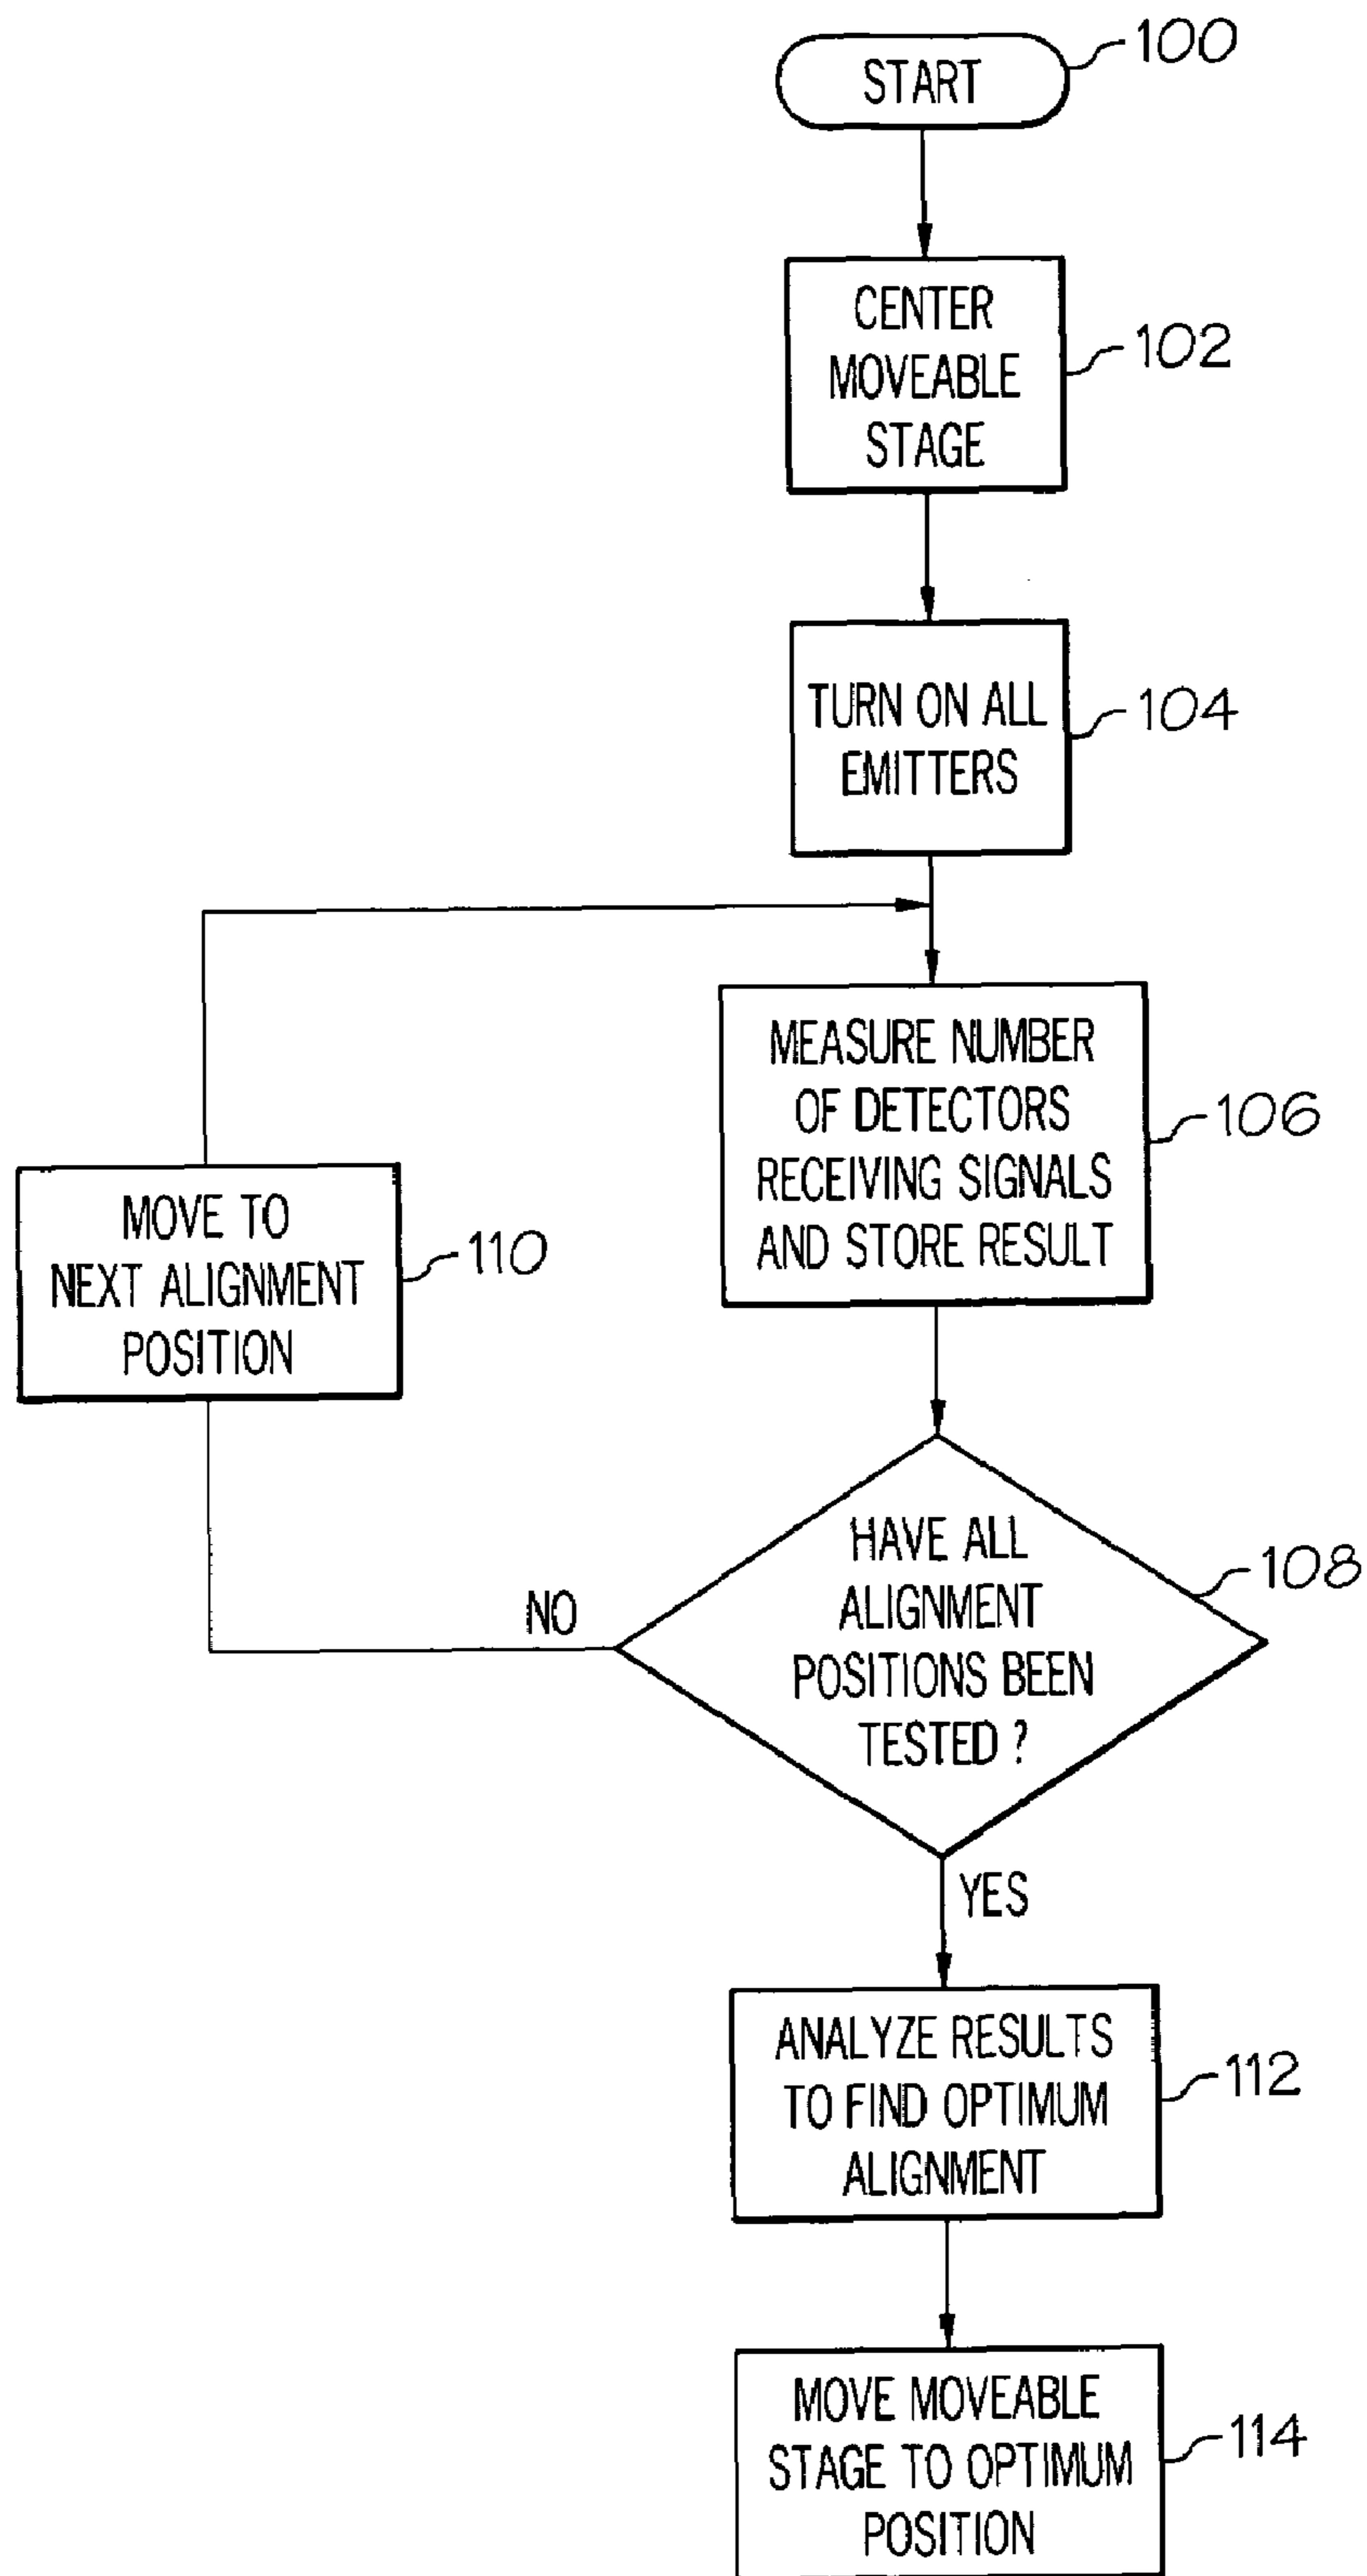 START
100
CENTER
MOVEABLE
STAGE
102
TURN ON ALL
EMITTERS
104
MEASURE NUMBER
OF DETECTORS
RECEIVING SIGNALS
AND STORE RESULT
106
MOVE TO
NEXT ALIGNMENT
POSITION
110
HAVE ALL
ALIGNMENT
POSITIONS BEEN
TESTED ?
108
NO
YES
ANALYZE RESULTS
TO FIND OPTIMUM
ALIGNMENT
112
MOVE MOVEABLE
STAGE TO OPTIMUM
POSITION
114